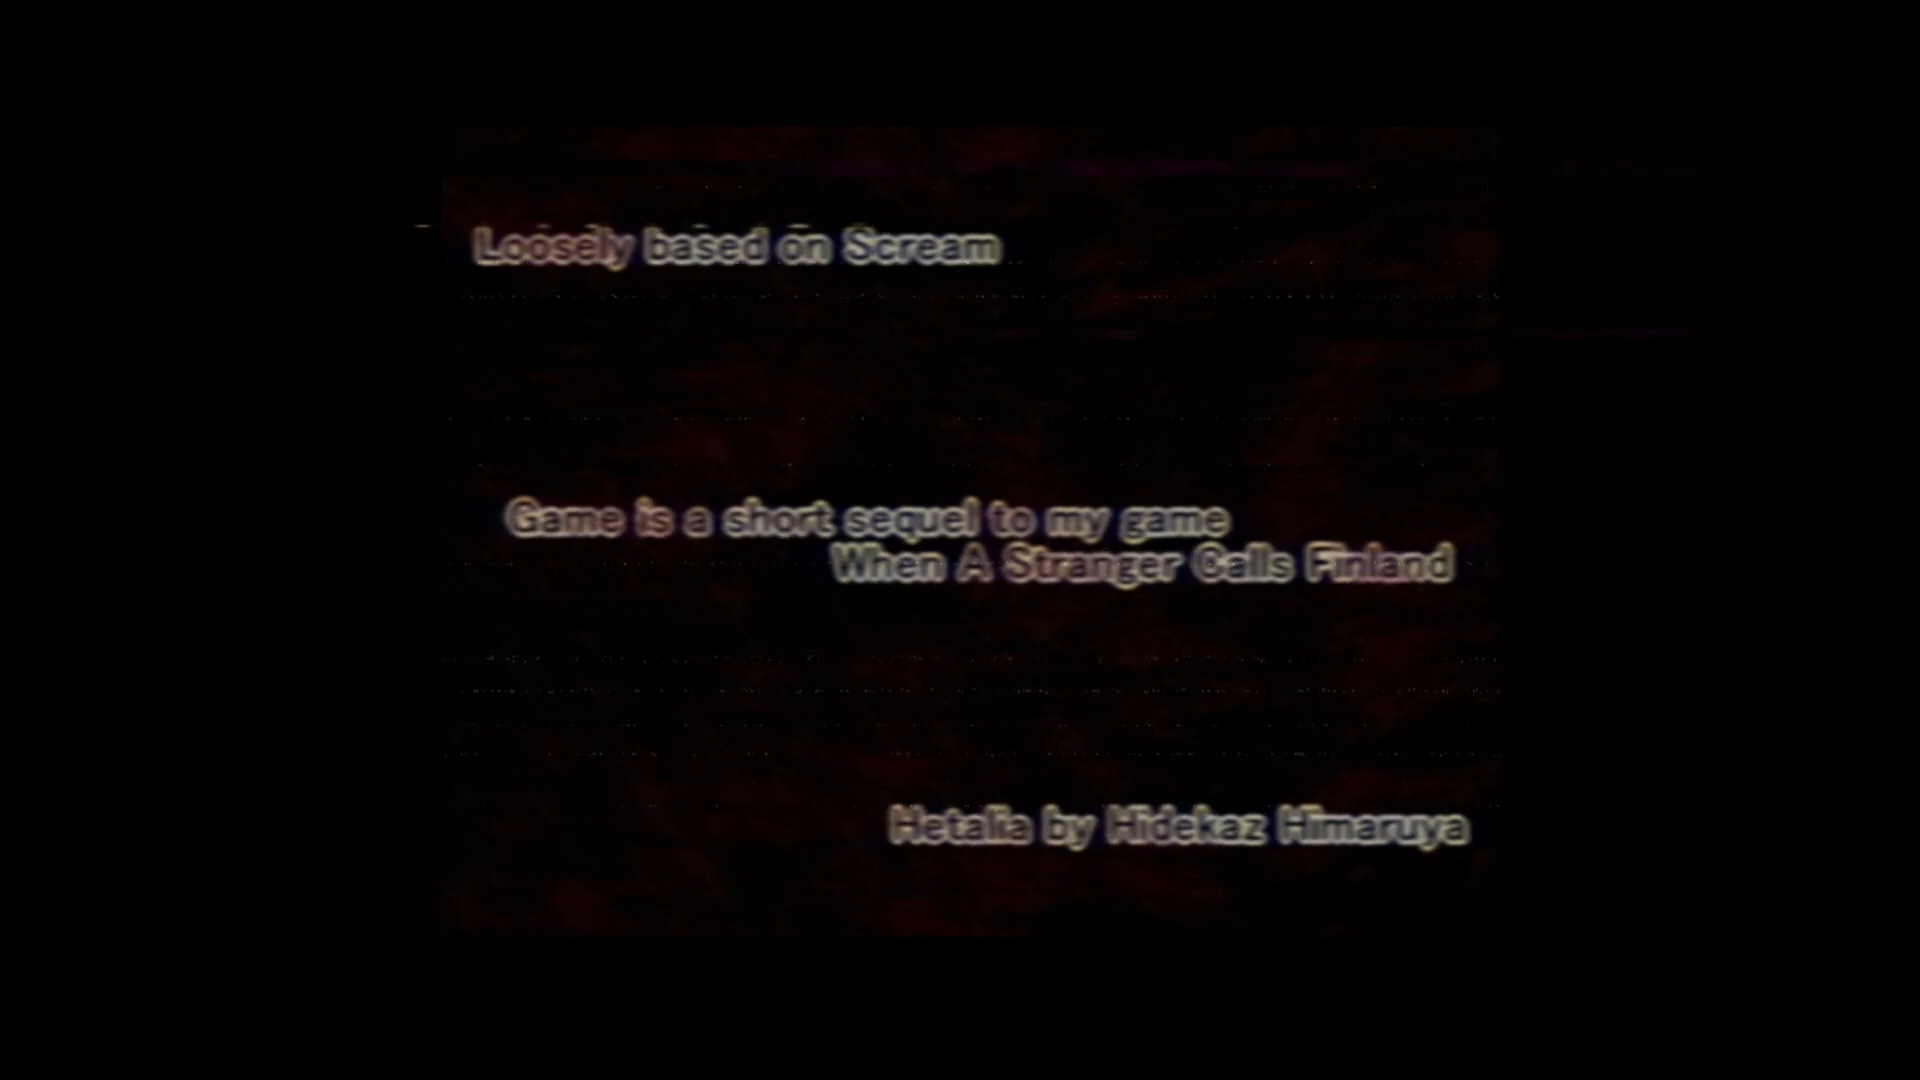 Loosely based on Scream
Game is a short sequel to my game
When A Stranger Calls Finland
Hetalia by Hidekaz Himaruya